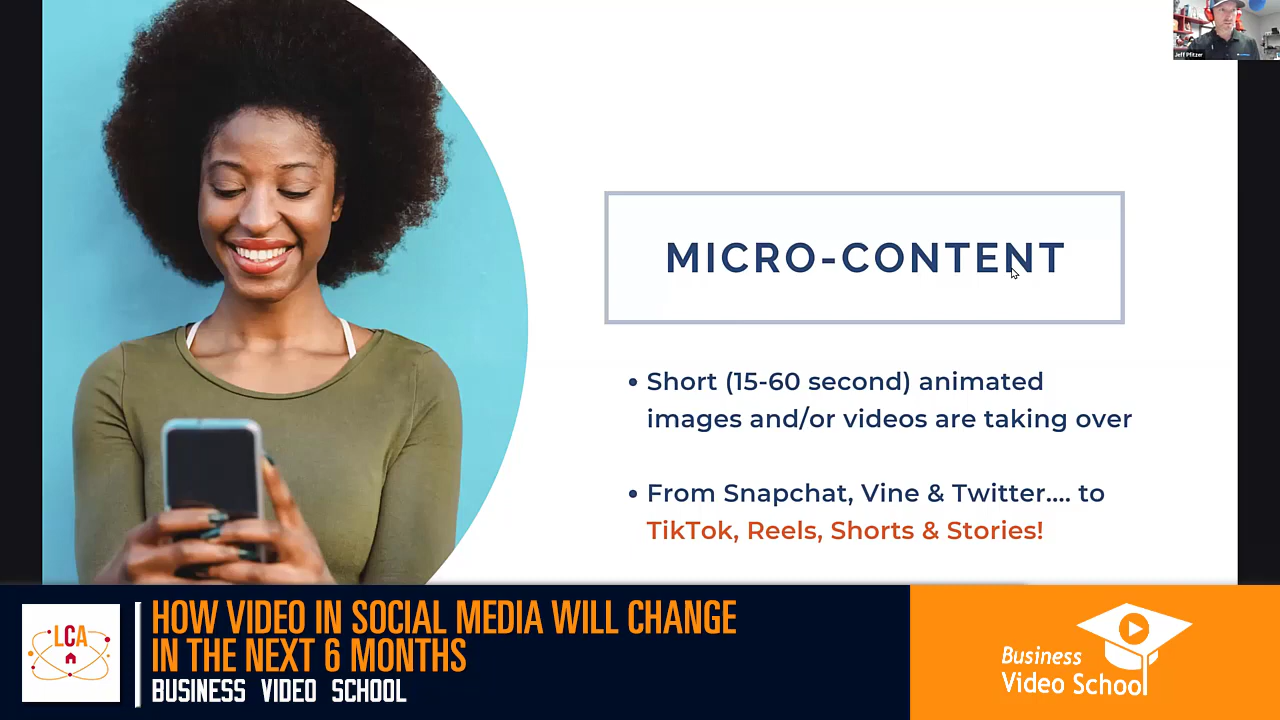 Jeff Pfitzer
MICRO-CONTENT
• Short (15-60 second) animated
images and/or videos are taking over
• From Snapchat, Vine & Twitter.... to
TikTok, Reels, Shorts & Stories!
LCA
HOW VIDEO IN SOCIAL MEDIA WILL CHANGE
IN THE NEXT 6 MONTHS
BUSINESS VIDEO SCHOOL
Business
Video School